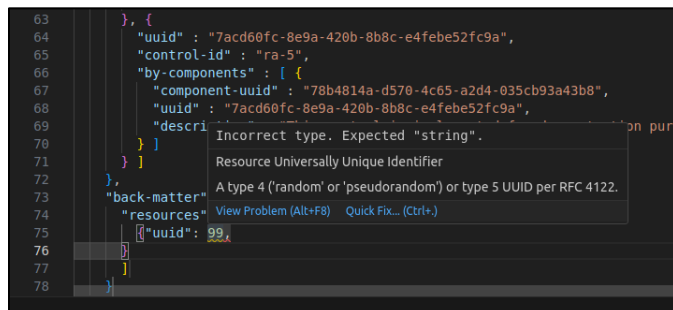 63 }, {
64 "uuid" : "7acd60fc-8e9a-420b-8b8c-e4febe52fc9a",
65 "control-id" : "ra-5",
66 "by-components" : [ {
67 "component-uuid" : "78b4814a-d570-4c65-a2d4-035cb93a43b8",
68 "uuid" : "7acd60fc-8e9a-420b-8b8c-e4febe52fc9a",
69 "descri on pur
Incorrect type. Expected "string".
70 } ]
71 } ]
Resource Universally Unique Identifier
72 },
A type 4 ('random' or 'pseudorandom') or type 5 UUID per RFC 4122.
73 "back-matter"
74 "resources"
View Problem (Alt+F8) Quick Fix... (Ctrl+.)
75 {"uuid": 99,
76 }
77 ]
78 }